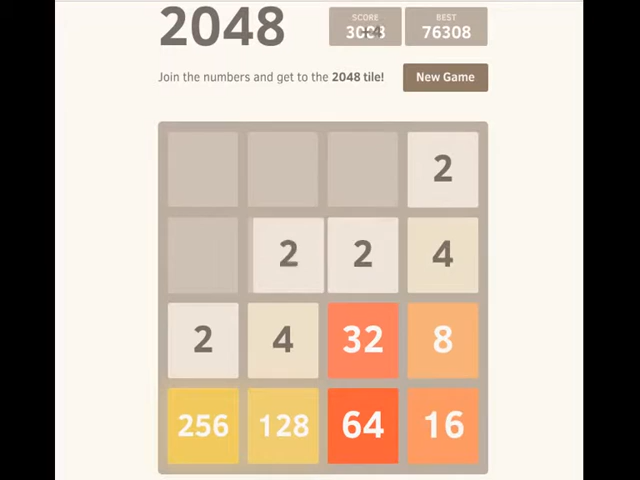 2048
SCORE
BEST
76308
Join the numbers and get to the 2048 tile!
New Game
2
2 2 4
2 4 32 8
256 128 64 16